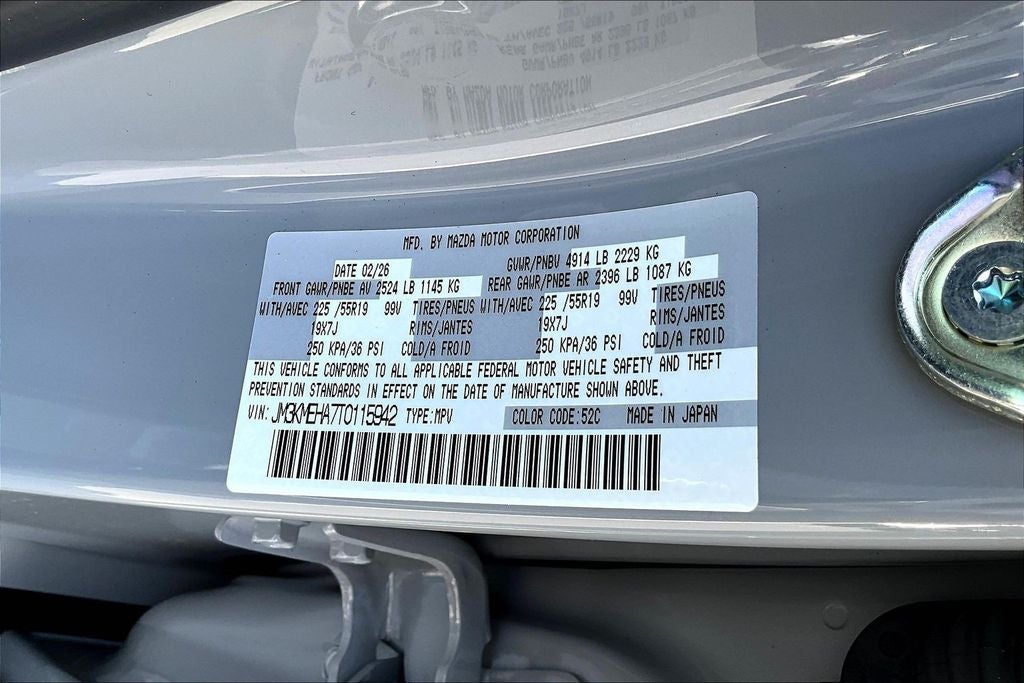 MFD. BY MAZDA MOTOR CORPORATION
DATE 02/26 GVWR/PNBV 4914 LB 2229 KG
FRONT GAWR/PNBE AV 2524 LB 1145 KG REAR GAWR/PNBE AR 2396 LB 1087 KG
WITH/AVEC 225 /55R19 99V TIRES/PNEUS WITH/AVEC 225 /55R19 99V TIRES/PNEUS
19X7J RIMS/JANTES 19X7J RIMS/JANTES
250 KPA/36 PSI COLD/A FROID 250 KPA/36 PSI COLD/A FROID
THIS VEHICLE CONFORMS TO ALL APPLICABLE FEDERAL MOTOR VEHICLE SAFETY AND THEFT
PREVENTION STANDARDS IN EFFECT ON THE DATE OF MANUFACTURE SHOWN ABOVE.
VIN: JM3KMEHA7T0115942 TYPE:MPV COLOR CODE:52C MADE IN JAPAN